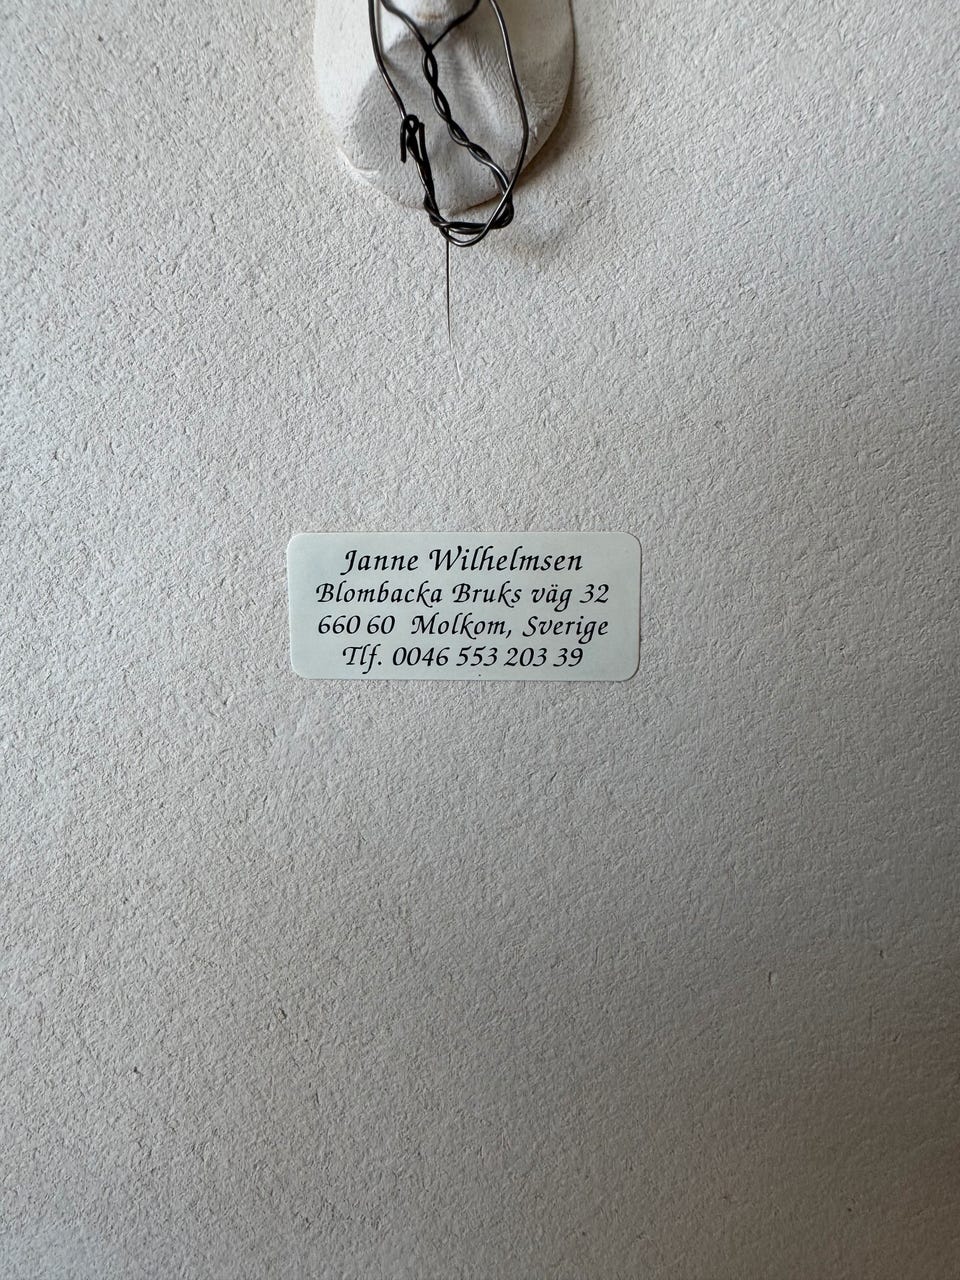 Janne Wilhelmsen
Blombacka Bruks väg 32
660 60 Molkom, Sverige
Tlf. 0046 553 203 39